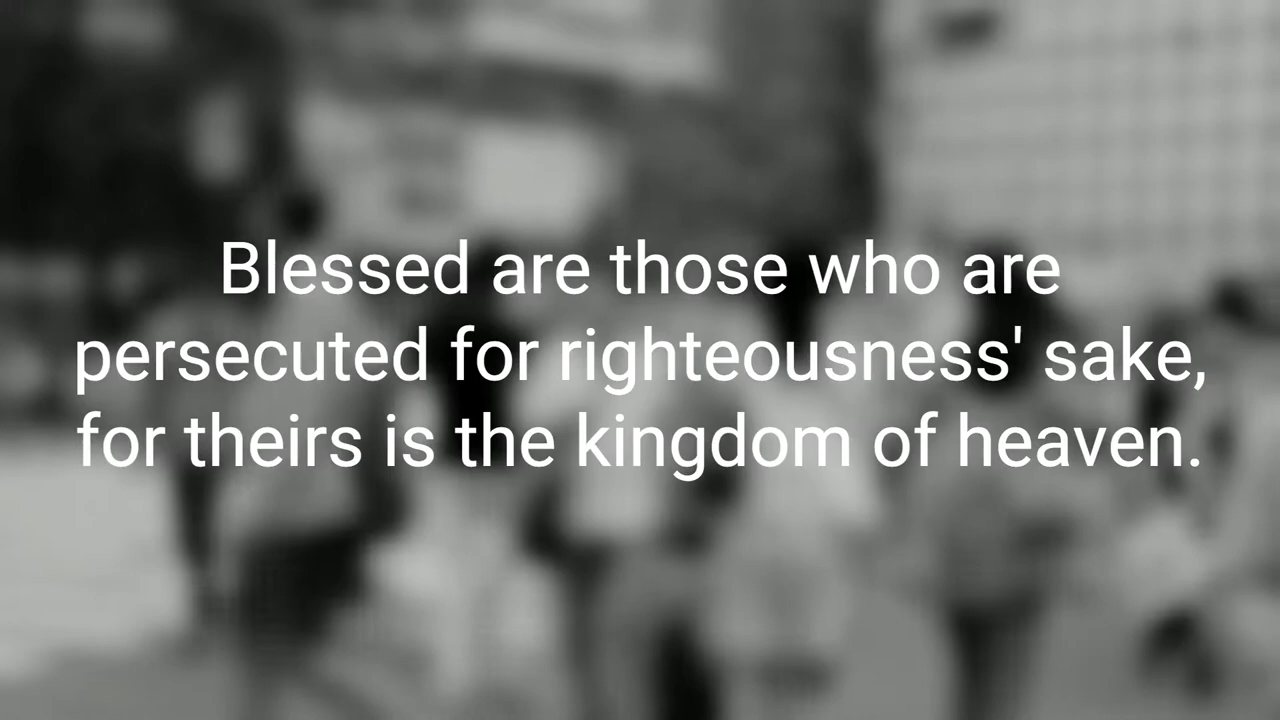 Blessed are those who are
persecuted for righteousness' sake,
for theirs is the kingdom of heaven.